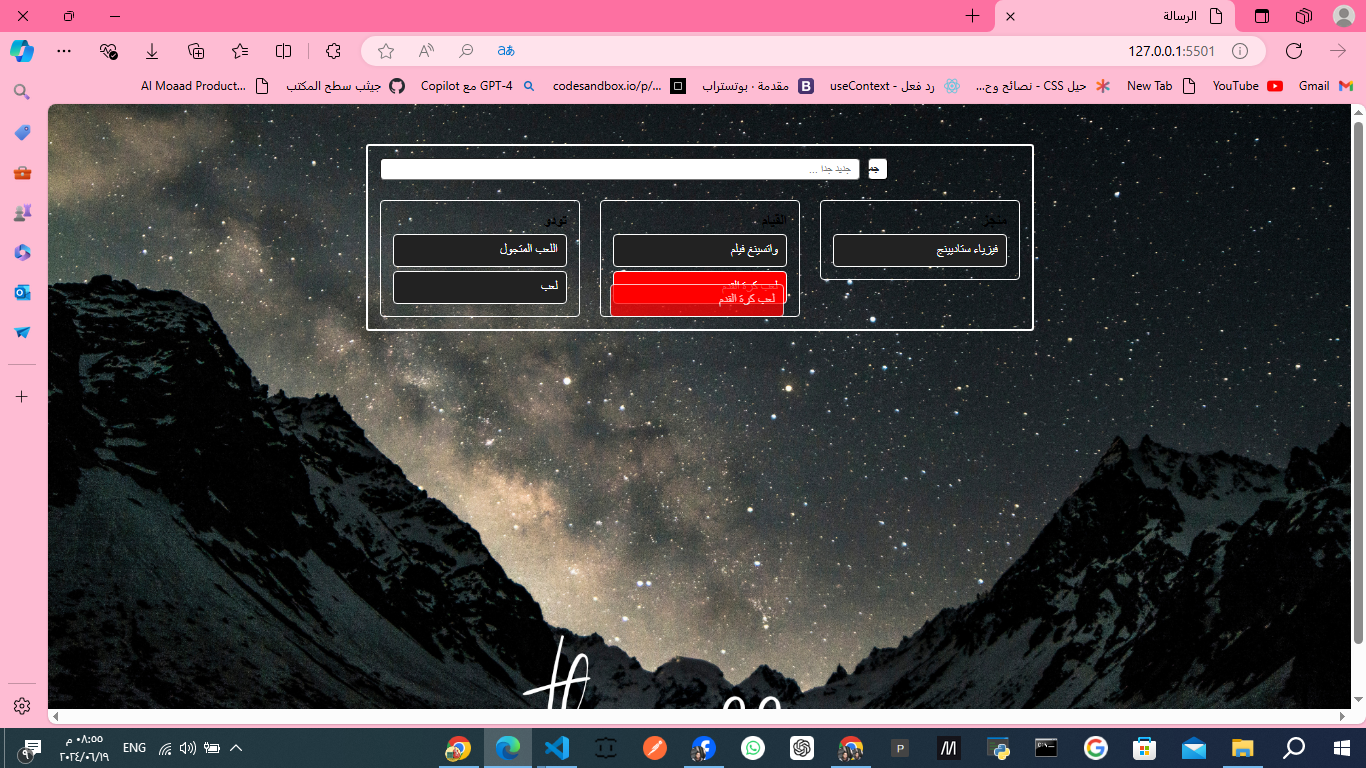 الرسالة
127.0.0.1:5501
Gmail
YouTube
New Tab
حيل CSS - نصائح وح...
رد فعل - useContext
مقدمة · بوتستراب
codesandbox.io/p/...
GPT-4 مع Copilot
جيثب سطح المكتب
Al Moaad Product...
جديد جدا ...
جم
تودو
القيام
منجز
اللعب المتجول
واتسينغ فيلم
فيزياء ستاديينج
لعب
لعب كرة القدم
لعب كرة القدم
ENG
٠٨:٥٥ م
٢٠٢٤/٠٦/١٩
٩